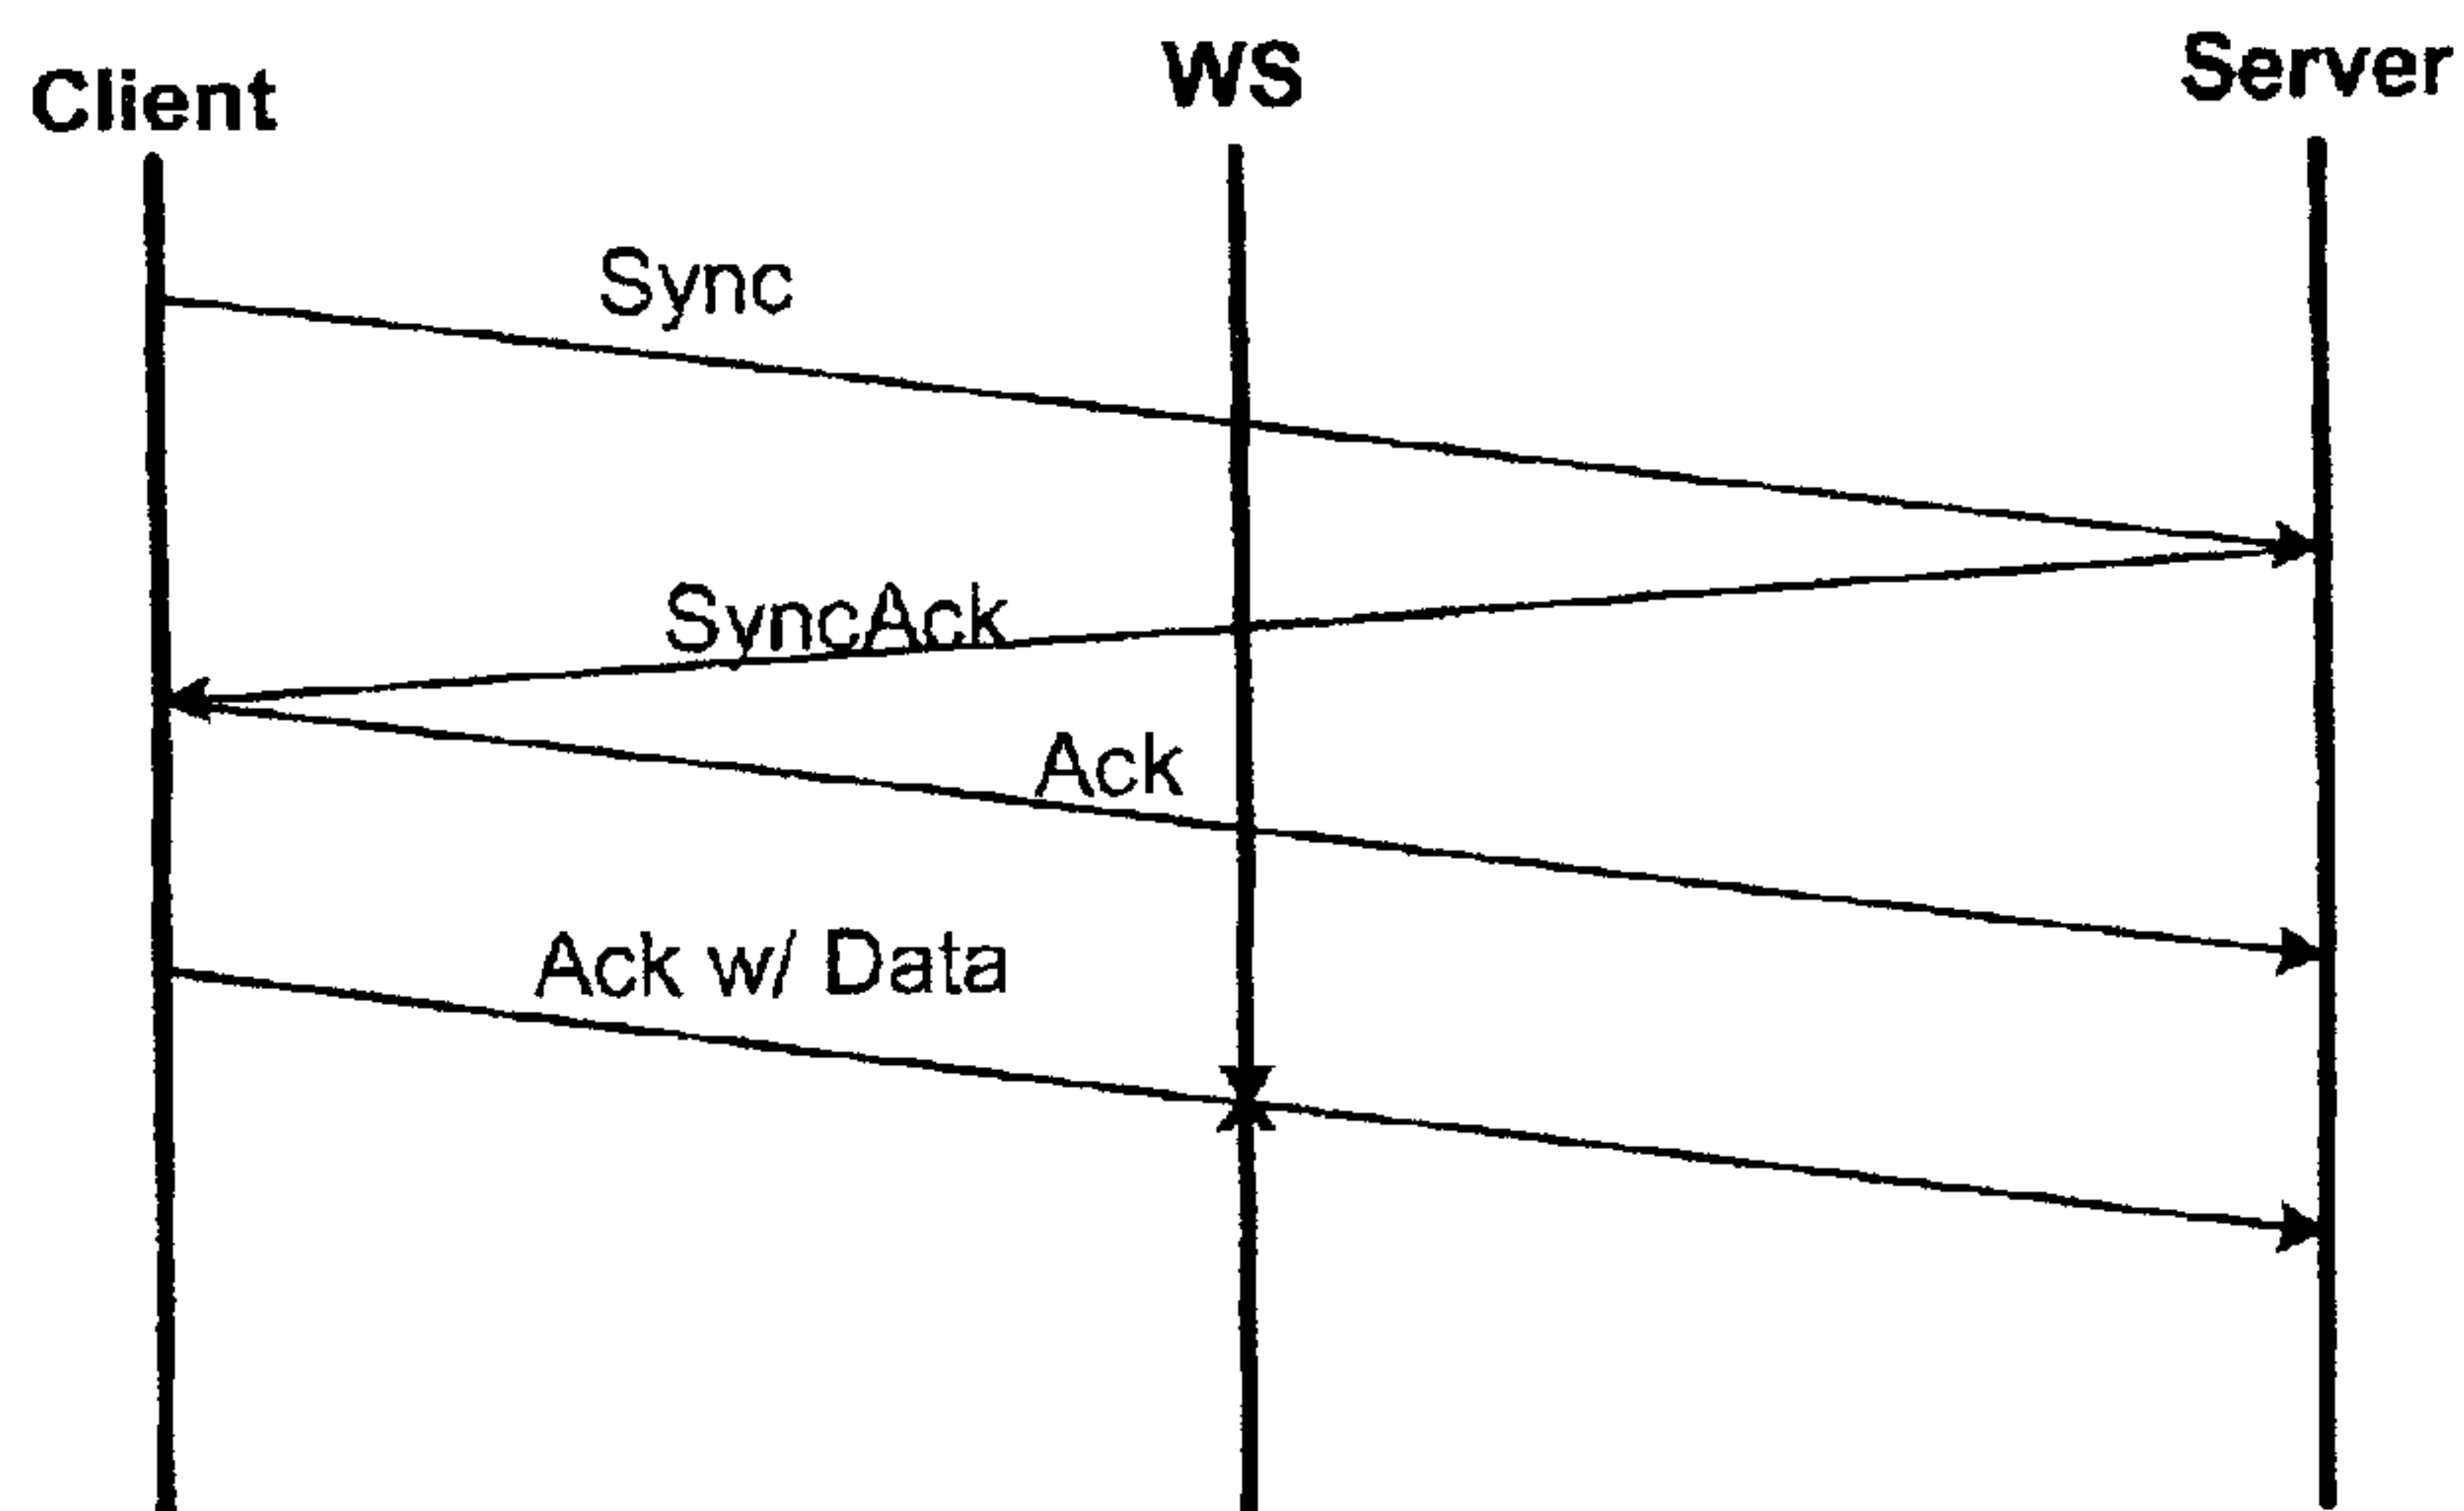 Client
WS
Server
Sync
SyncAck
Ack
Ack w/ Data